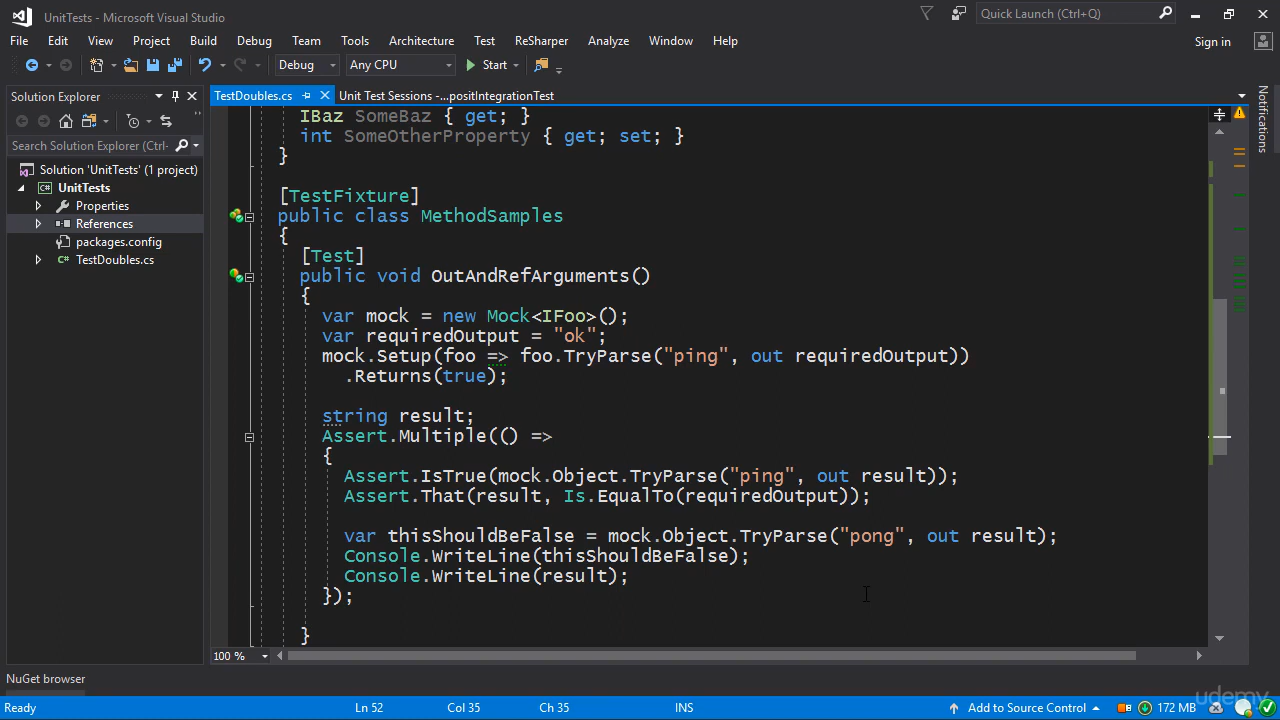 UnitTests - Microsoft Visual Studio
Quick Launch (Ctrl+Q)
File Edit View Project Build Debug Team Tools Architecture Test ReSharper Analyze Window Help
Sign in
Debug Any CPU Start
Solution Explorer
TestDoubles.cs
Unit Test Sessions -...positIntegrationTest
Notifications
Search Solution Explorer (Ctrl+
Solution 'UnitTests' (1 project)
UnitTests
Properties
References
packages.config
TestDoubles.cs
IBaz SomeBaz { get; }
int SomeOtherProperty { get; set; }
}
[TestFixture]
public class MethodSamples
{
[Test]
public void OutAndRefArguments()
{
var mock = new Mock<IFoo>();
var requiredOutput = "ok";
mock.Setup(foo => foo.TryParse("ping", out requiredOutput))
.Returns(true);
string result;
Assert.Multiple(() =>
{
Assert.IsTrue(mock.Object.TryParse("ping", out result));
Assert.That(result, Is.EqualTo(requiredOutput));
var thisShouldBeFalse = mock.Object.TryParse("pong", out result);
Console.WriteLine(thisShouldBeFalse);
Console.WriteLine(result);
});
}
100 %
NuGet browser
Ready Ln 52 Col 35 Ch 35 INS Add to Source Control 172 MB
udemy